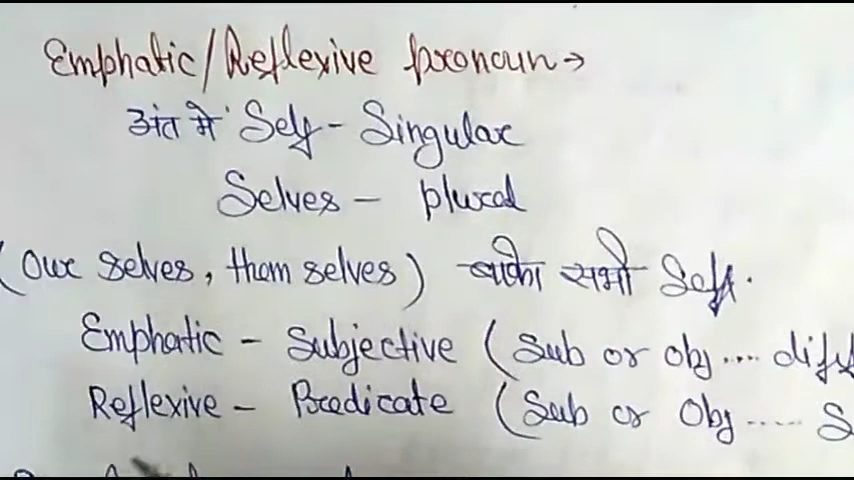 Emphatic/Reflexive pronoun→
अंत मे Self - Singular
Selves - plural
(Our selves, them selves) बाकी सभी Self.
Emphatic - Subjective (Sub or obj .... diff
Reflexive - Predicate (Sub or Obj ..... S